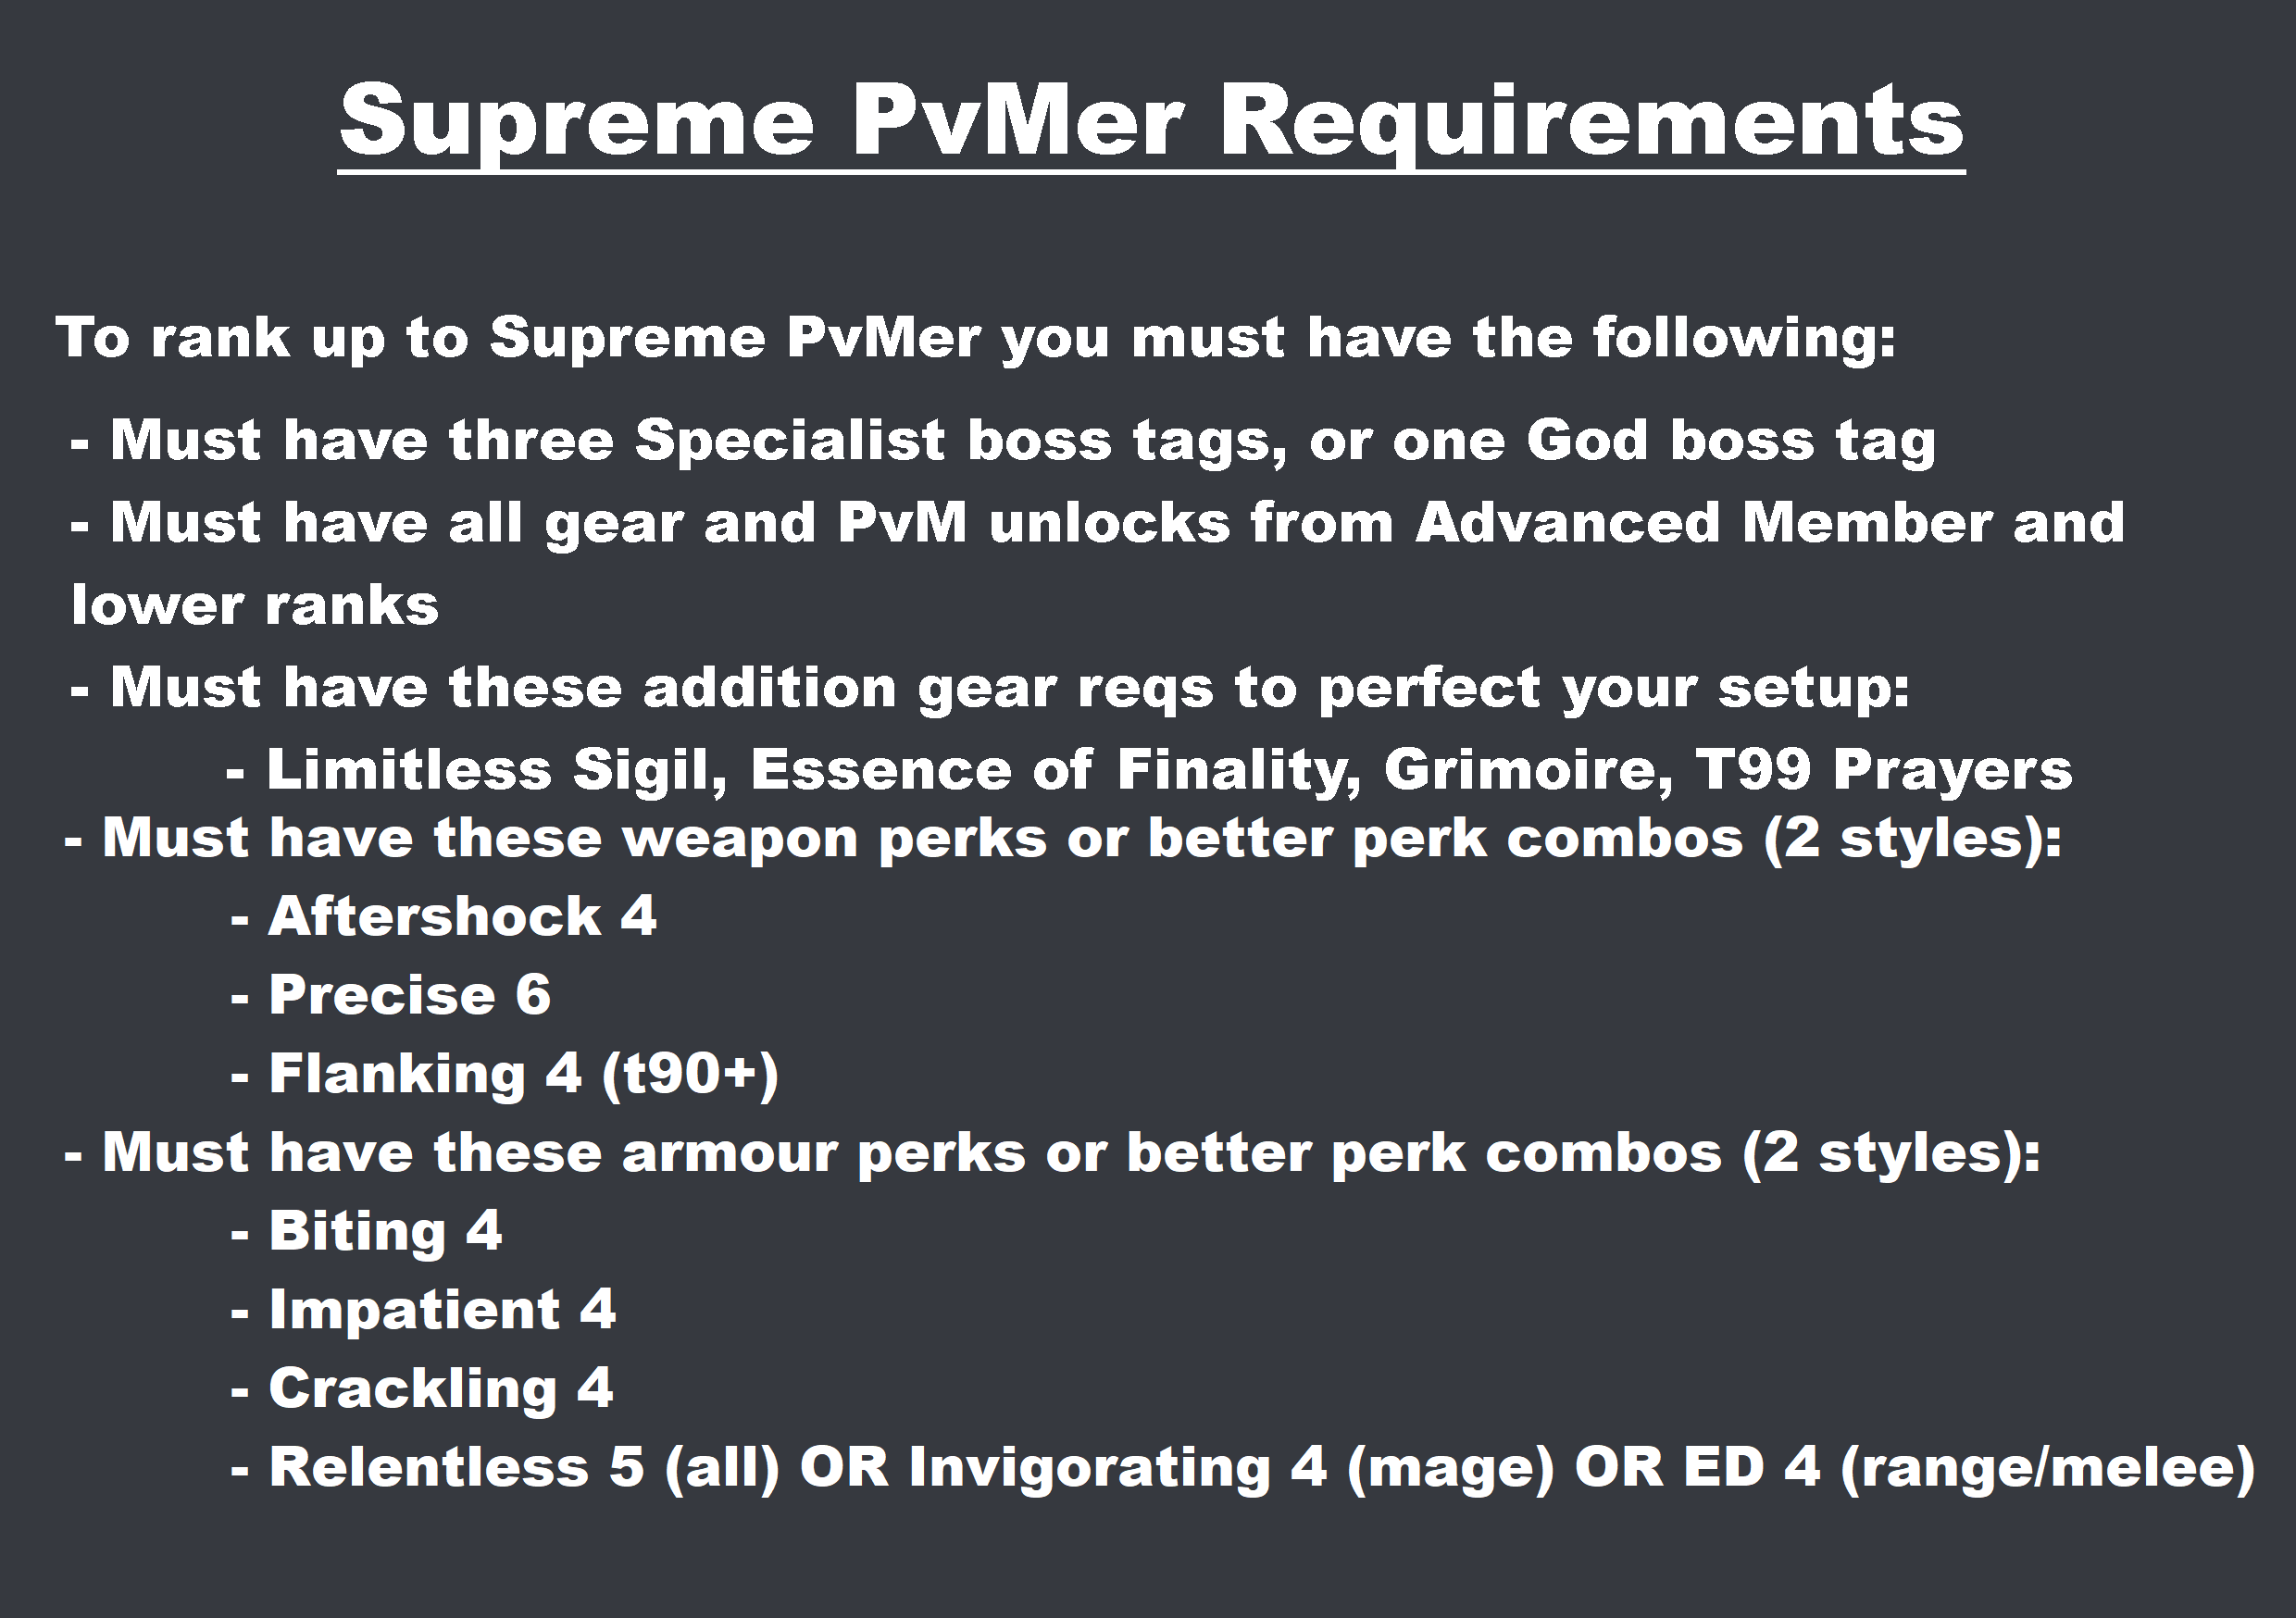 Supreme PvMer Requirements
To rank up to Supreme PvMer you must have the following:
- Must have three Specialist boss tags, or one God boss tag
- Must have all gear and PvM unlocks from Advanced Member and
lower ranks
- Must have these addition gear reqs to perfect your setup:
- Limitless Sigil, Essence of Finality, Grimoire, T99 Prayers
- Must have these weapon perks or better perk combos (2 styles):
- Aftershock 4
- Precise 6
- Flanking 4 (t90+)
- Must have these armour perks or better perk combos (2 styles):
- Biting 4
- Impatient 4
- Crackling 4
- Relentless 5 (all) OR Invigorating 4 (mage) OR ED 4 (range/melee)